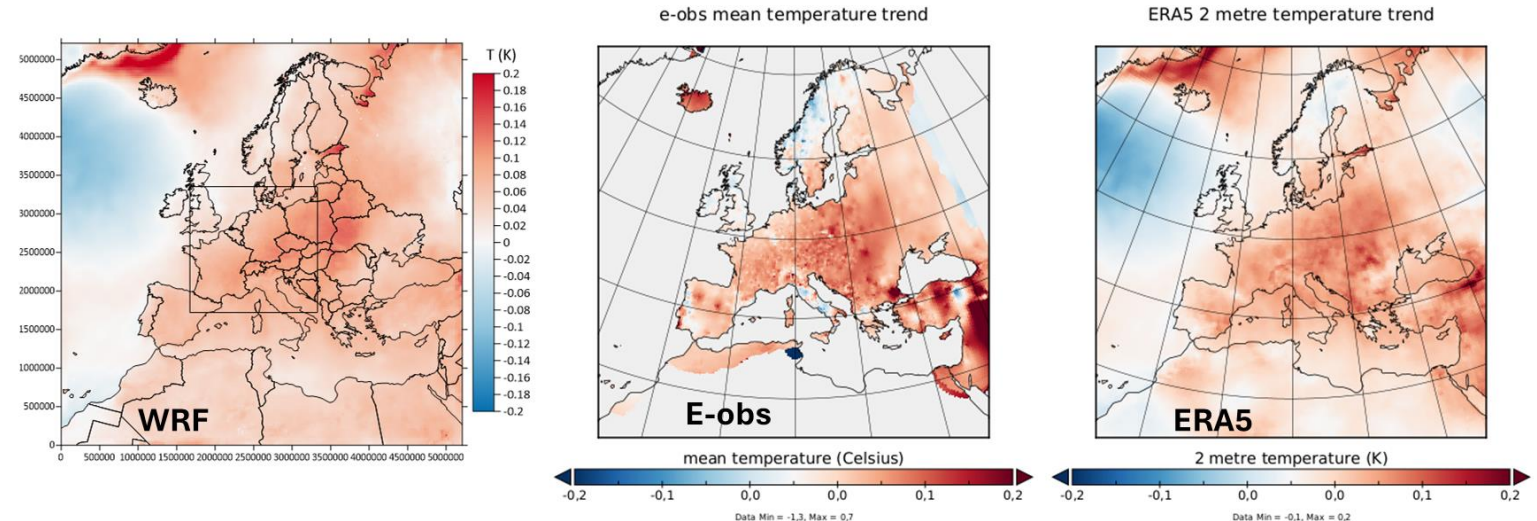 e-obs mean temperature trend
ERA5 2 metre temperature trend
T (K)
5000000
4500000
4000000
3500000
3000000
2500000
2000000
1500000
1000000
500000
0
0 500000 1000000 1500000 2000000 2500000 3000000 3500000 4000000 4500000 5000000
0.2
0.18
0.16
0.14
0.12
0.1
0.08
0.06
0.04
0.02
0
-0.02
-0.04
-0.06
-0.08
-0.1
-0.12
-0.14
-0.16
-0.18
-0.2
WRF
E-obs
ERA5
mean temperature (Celsius)
-0,2 -0,1 0,0 0,0 0,1 0,2
Data Min = -1,3, Max = 0,7
2 metre temperature (K)
-0,2 -0,1 0,0 0,0 0,1 0,2
Data Min = -0,1, Max = 0,2